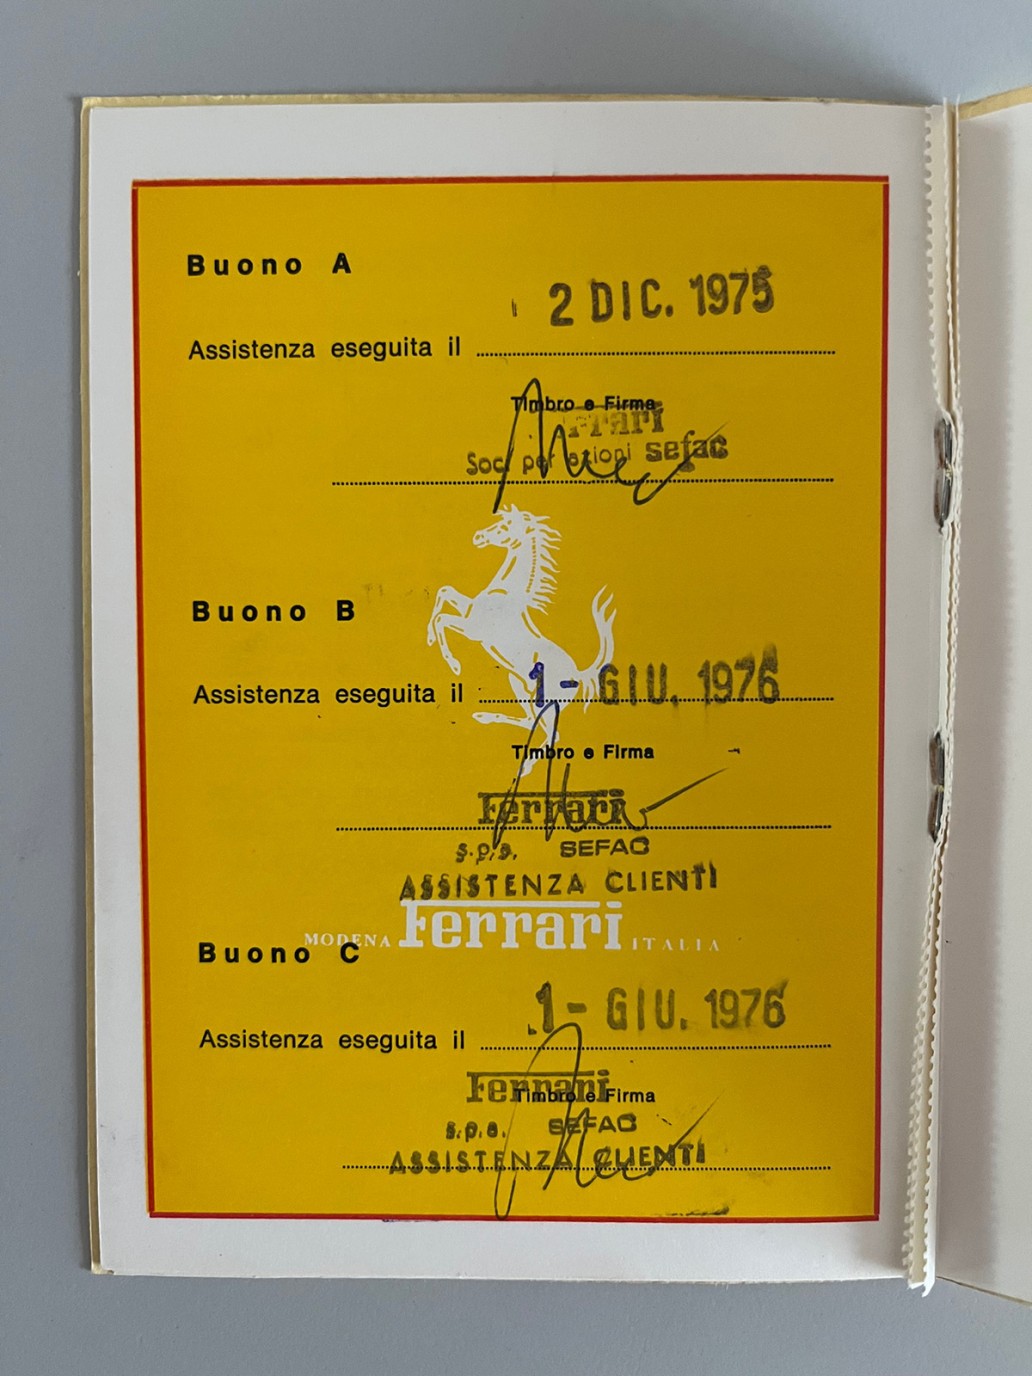 Buono A
2 DIC. 1975
Assistenza eseguita il
Timbro e Firma
Ferrari
Soc. per azioni sefac
Buono B
Assistenza eseguita il 1 - GIU. 1976
Timbro e Firma
Ferrari
s.p.a. SEFAC
ASSISTENZA CLIENTI
MODENA Ferrari ITALIA
Buono C
1 - GIU. 1976
Assistenza eseguita il
Ferrari
Timbro e Firma
s.p.a. SEFAC
ASSISTENZA CLIENTI